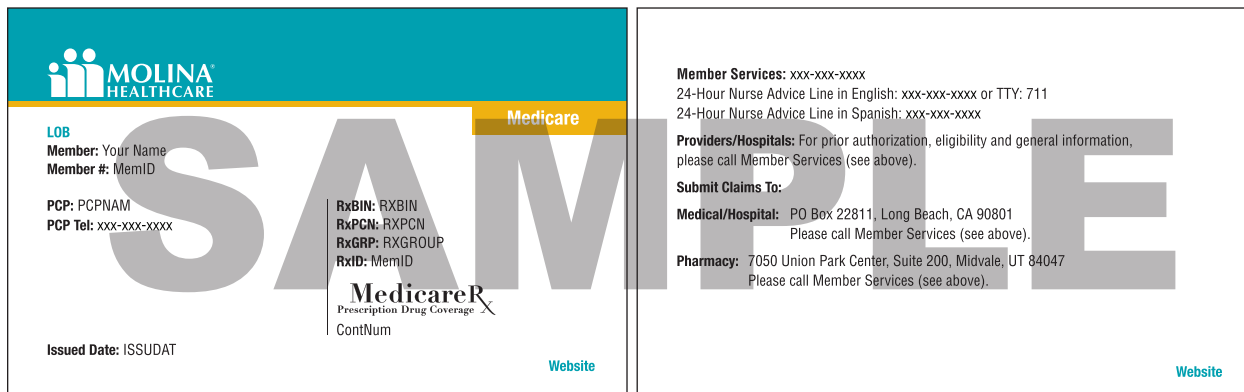 MOLINA®
HEALTHCARE
Medicare
LOB
Member: Your Name
Member #: MemID
PCP: PCPNAM
PCP Tel: xxx-xxx-xxxx
RxBIN: RXBIN
RxPCN: RXPCN
RxGRP: RXGROUP
RxID: MemID
MedicareRx
Prescription Drug Coverage
ContNum
Issued Date: ISSUDAT
Website
Member Services: xxx-xxx-xxxx
24-Hour Nurse Advice Line in English: xxx-xxx-xxxx or TTY: 711
24-Hour Nurse Advice Line in Spanish: xxx-xxx-xxxx
Providers/Hospitals: For prior authorization, eligibility and general information,
please call Member Services (see above).
Submit Claims To:
Medical/Hospital: PO Box 22811, Long Beach, CA 90801
Please call Member Services (see above).
Pharmacy: 7050 Union Park Center, Suite 200, Midvale, UT 84047
Please call Member Services (see above).
Website
SAMPLE